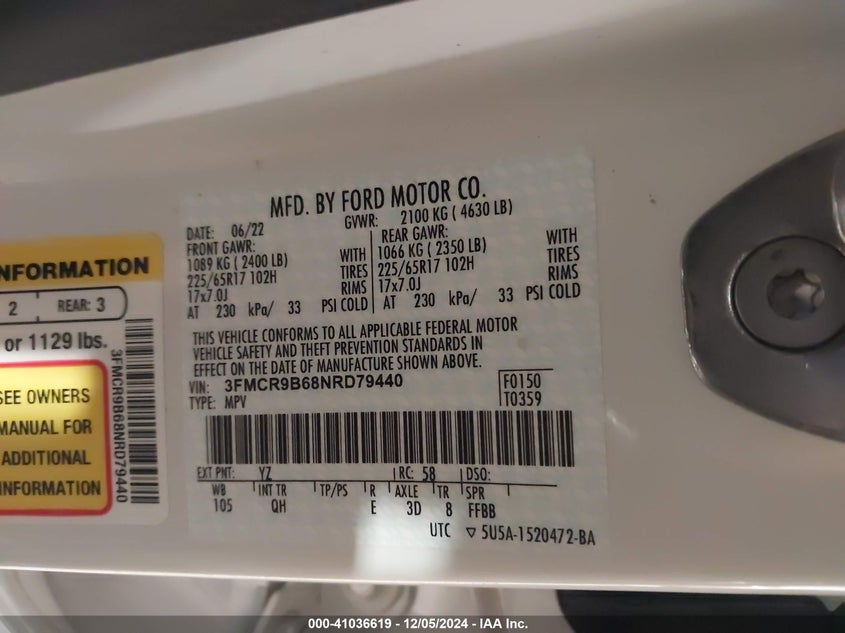 MFD. BY FORD MOTOR CO.
DATE: 06/22 GVWR: 2100 KG ( 4630 LB)
FRONT GAWR: REAR GAWR:
1089 KG ( 2400 LB) WITH 1066 KG ( 2350 LB) WITH
225/65R17 102H TIRES 225/65R17 102H TIRES
17x7.0J RIMS 17x7.0J RIMS
AT 230 kPa/ 33 PSI COLD AT 230 kPa/ 33 PSI COLD
THIS VEHICLE CONFORMS TO ALL APPLICABLE FEDERAL MOTOR
VEHICLE SAFETY AND THEFT PREVENTION STANDARDS IN
EFFECT ON THE DATE OF MANUFACTURE SHOWN ABOVE.
VIN: 3FMCR9B68NRD79440 F0150
TYPE: MPV T0359
EXT PNT: YZ RC: 58 DSO:
WB INT TR TP/PS R AXLE TR SPR
105 QH E 3D 8 FFBB
UTC ▽ 5U5A-1520472-BA
INFORMATION
2 REAR: 3
or 1129 lbs.
SEE OWNERS
MANUAL FOR
ADDITIONAL
INFORMATION
3FMCR9B68NRD79440
000-41036619 - 12/05/2024 - IAA Inc.